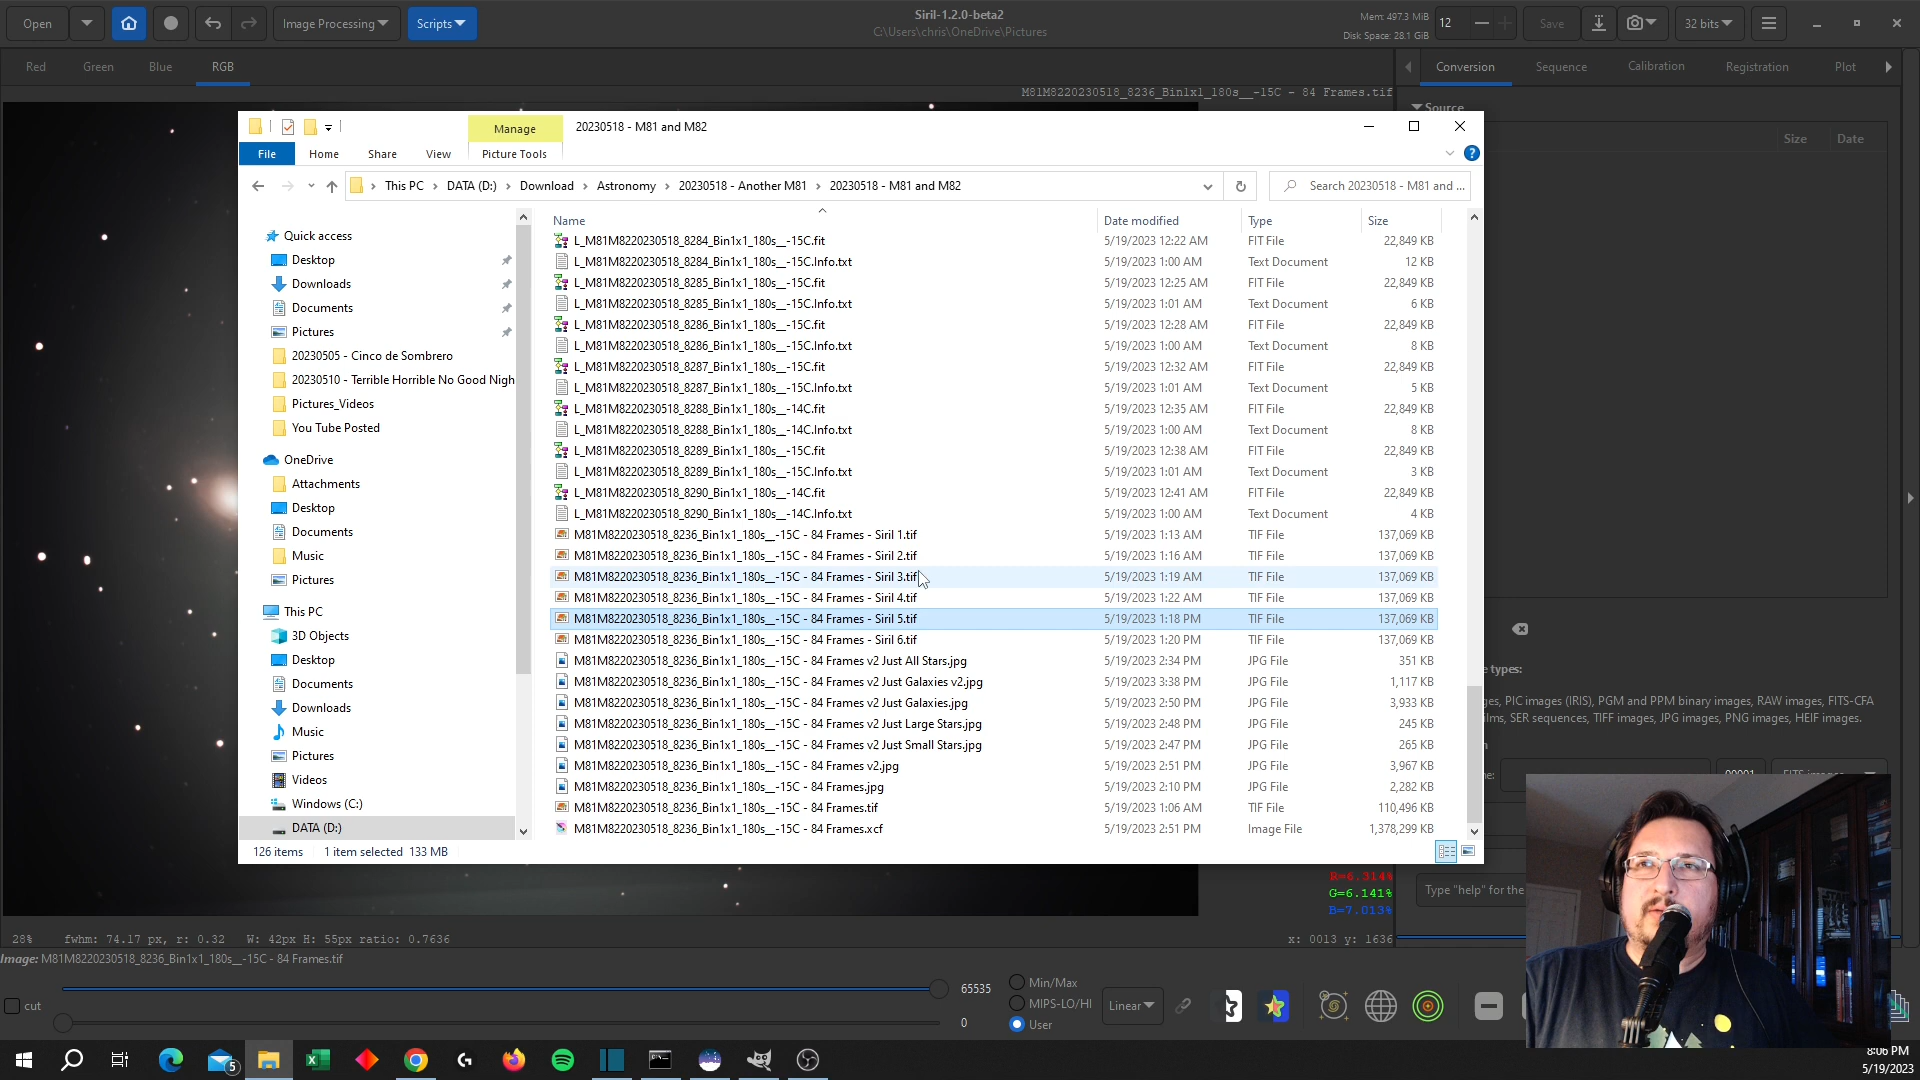 Open
Image Processing
Scripts
Siril-1.2.0-beta2
C:\Users\chris\OneDrive\Pictures
Mem: 497.3 MiB
Disk Space: 28.1 GiB
12
Save
32 bits
Red
Green
Blue
RGB
Conversion
Sequence
Calibration
Registration
Plot
M81M8220230518_8236_Bin1x1_180s__-15C - 84 Frames.tif
Source
Size
Date
Manage
20230518 - M81 and M82
File
Home
Share
View
Picture Tools
This PC
DATA (D:)
Download
Astronomy
20230518 - Another M81
20230518 - M81 and M82
Search 20230518 - M81 and ...
Quick access
Desktop
Downloads
Documents
Pictures
20230505 - Cinco de Sombrero
20230510 - Terrible Horrible No Good Nigh
Pictures_Videos
You Tube Posted
OneDrive
Attachments
Desktop
Documents
Music
Pictures
This PC
3D Objects
Desktop
Documents
Downloads
Music
Pictures
Videos
Windows (C:)
DATA (D:)
Name
Date modified
Type
Size
L_M81M8220230518_8284_Bin1x1_180s__-15C.fit 5/19/2023 12:22 AM FIT File 22,849 KB
L_M81M8220230518_8284_Bin1x1_180s__-15C.Info.txt 5/19/2023 1:00 AM Text Document 12 KB
L_M81M8220230518_8285_Bin1x1_180s__-15C.fit 5/19/2023 12:25 AM FIT File 22,849 KB
L_M81M8220230518_8285_Bin1x1_180s__-15C.Info.txt 5/19/2023 1:01 AM Text Document 6 KB
L_M81M8220230518_8286_Bin1x1_180s__-15C.fit 5/19/2023 12:28 AM FIT File 22,849 KB
L_M81M8220230518_8286_Bin1x1_180s__-15C.Info.txt 5/19/2023 1:00 AM Text Document 8 KB
L_M81M8220230518_8287_Bin1x1_180s__-15C.fit 5/19/2023 12:32 AM FIT File 22,849 KB
L_M81M8220230518_8287_Bin1x1_180s__-15C.Info.txt 5/19/2023 1:01 AM Text Document 5 KB
L_M81M8220230518_8288_Bin1x1_180s__-14C.fit 5/19/2023 12:35 AM FIT File 22,849 KB
L_M81M8220230518_8288_Bin1x1_180s__-14C.Info.txt 5/19/2023 1:00 AM Text Document 8 KB
L_M81M8220230518_8289_Bin1x1_180s__-15C.fit 5/19/2023 12:38 AM FIT File 22,849 KB
L_M81M8220230518_8289_Bin1x1_180s__-15C.Info.txt 5/19/2023 1:01 AM Text Document 3 KB
L_M81M8220230518_8290_Bin1x1_180s__-14C.fit 5/19/2023 12:41 AM FIT File 22,849 KB
L_M81M8220230518_8290_Bin1x1_180s__-14C.Info.txt 5/19/2023 1:00 AM Text Document 4 KB
M81M8220230518_8236_Bin1x1_180s__-15C - 84 Frames - Siril 1.tif 5/19/2023 1:13 AM TIF File 137,069 KB
M81M8220230518_8236_Bin1x1_180s__-15C - 84 Frames - Siril 2.tif 5/19/2023 1:16 AM TIF File 137,069 KB
M81M8220230518_8236_Bin1x1_180s__-15C - 84 Frames - Siril 3.tif 5/19/2023 1:19 AM TIF File 137,069 KB
M81M8220230518_8236_Bin1x1_180s__-15C - 84 Frames - Siril 4.tif 5/19/2023 1:22 AM TIF File 137,069 KB
M81M8220230518_8236_Bin1x1_180s__-15C - 84 Frames - Siril 5.tif 5/19/2023 1:18 PM TIF File 137,069 KB
M81M8220230518_8236_Bin1x1_180s__-15C - 84 Frames - Siril 6.tif 5/19/2023 1:20 PM TIF File 137,069 KB
M81M8220230518_8236_Bin1x1_180s__-15C - 84 Frames v2 Just All Stars.jpg 5/19/2023 2:34 PM JPG File 351 KB
M81M8220230518_8236_Bin1x1_180s__-15C - 84 Frames v2 Just Galaxies v2.jpg 5/19/2023 3:38 PM JPG File 1,117 KB
M81M8220230518_8236_Bin1x1_180s__-15C - 84 Frames v2 Just Galaxies.jpg 5/19/2023 2:50 PM JPG File 3,933 KB
M81M8220230518_8236_Bin1x1_180s__-15C - 84 Frames v2 Just Large Stars.jpg 5/19/2023 2:48 PM JPG File 245 KB
M81M8220230518_8236_Bin1x1_180s__-15C - 84 Frames v2 Just Small Stars.jpg 5/19/2023 2:47 PM JPG File 265 KB
M81M8220230518_8236_Bin1x1_180s__-15C - 84 Frames v2.jpg 5/19/2023 2:51 PM JPG File 3,967 KB
M81M8220230518_8236_Bin1x1_180s__-15C - 84 Frames.jpg 5/19/2023 2:10 PM JPG File 2,282 KB
M81M8220230518_8236_Bin1x1_180s__-15C - 84 Frames.tif 5/19/2023 1:06 AM TIF File 110,496 KB
M81M8220230518_8236_Bin1x1_180s__-15C - 84 Frames.xcf 5/19/2023 2:51 PM Image File 1,378,299 KB
126 items
1 item selected 133 MB
e types:
ges, PIC images (IRIS), PGM and PPM binary images, RAW images, FITS-CFA
ilms, SER sequences, TIFF images, JPG images, PNG images, HEIF images.
Type "help" for the
R=6.314%
G=6.141%
B=7.013%
28%
fwhm: 74.17 px, r: 0.32
W: 42px H: 55px ratio: 0.7636
x: 0013 y: 1636
Image: M81M8220230518_8236_Bin1x1_180s__-15C - 84 Frames.tif
cut
65535
0
Min/Max
MIPS-LO/HI
User
Linear
5
8:06 PM
5/19/2023